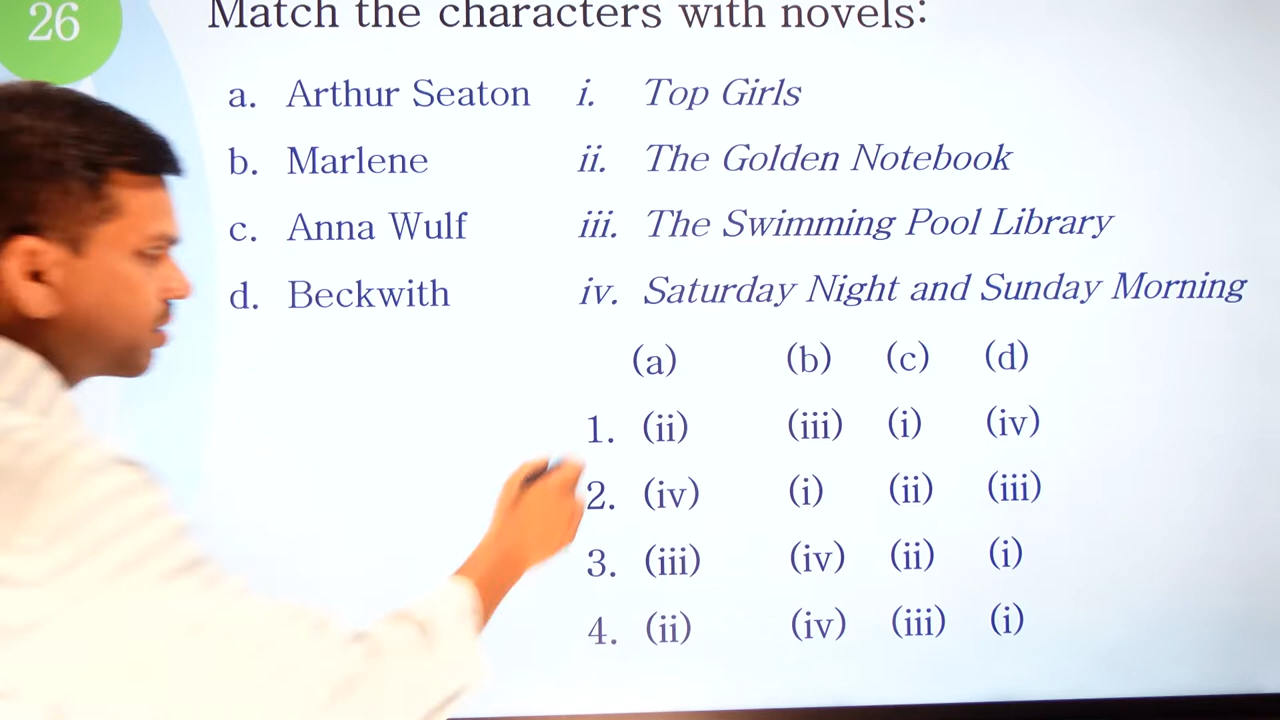 26
Match the characters with novels:
a. Arthur Seaton i. Top Girls
b. Marlene ii. The Golden Notebook
c. Anna Wulf iii. The Swimming Pool Library
d. Beckwith iv. Saturday Night and Sunday Morning
(a) (b) (c) (d)
1. (ii) (iii) (i) (iv)
2. (iv) (i) (ii) (iii)
3. (iii) (iv) (ii) (i)
4. (ii) (iv) (iii) (i)